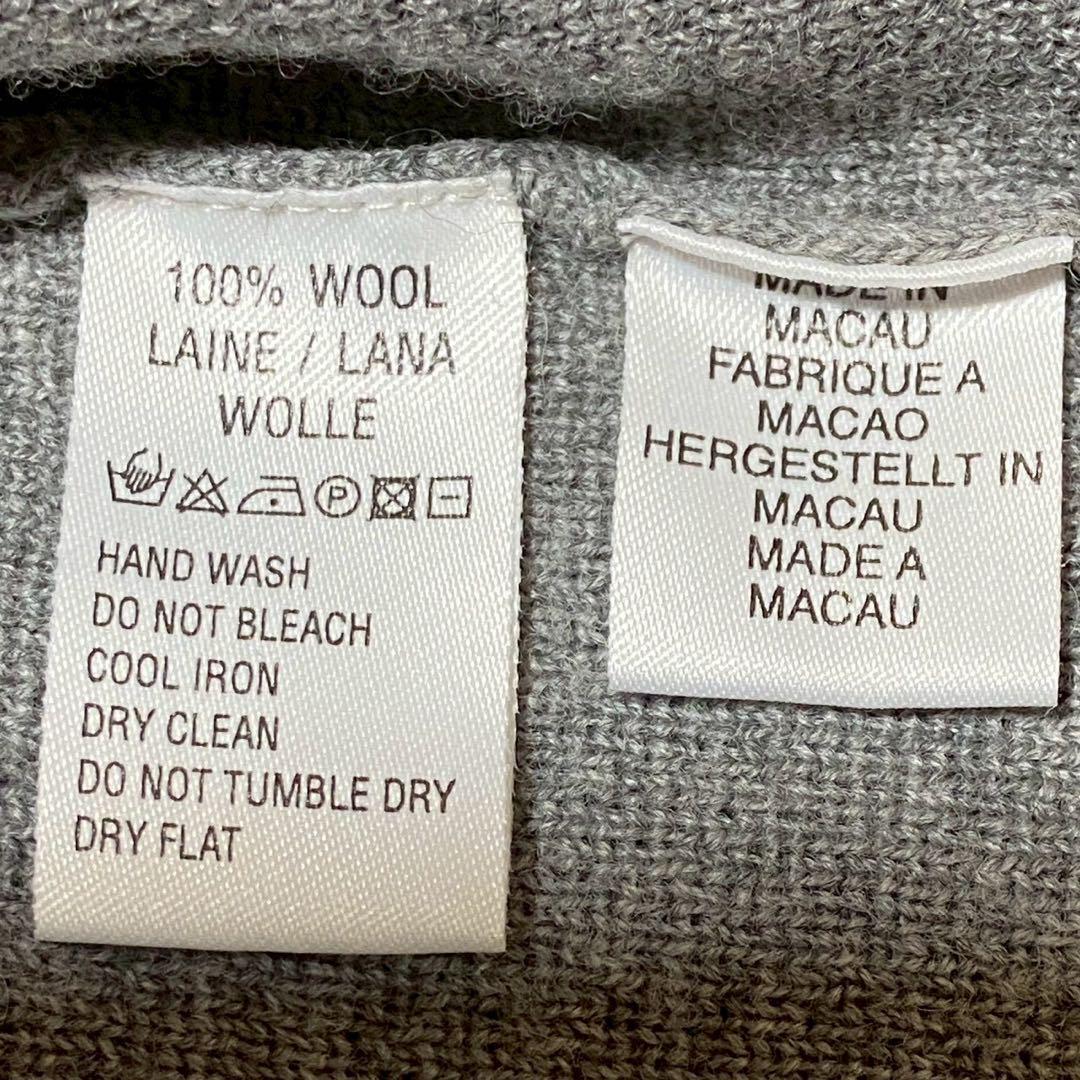 100% WOOL
LAINE / LANA
WOLLE
P
HAND WASH
DO NOT BLEACH
COOL IRON
DRY CLEAN
DO NOT TUMBLE DRY
DRY FLAT
MADE IN
MACAU
FABRIQUE A
MACAO
HERGESTELLT IN
MACAU
MADE A
MACAU